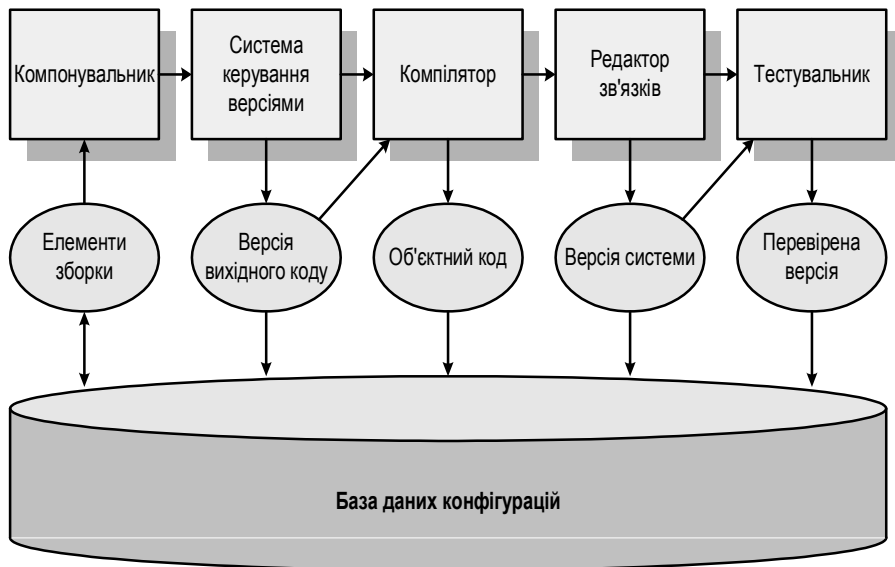 Компонувальник
Система
керування
версіями
Компілятор
Редактор
зв'язків
Тестувальник
Елементи
зборки
Версія
вихідного коду
Об'єктний код
Версія системи
Перевірена
версія
База даних конфігурацій